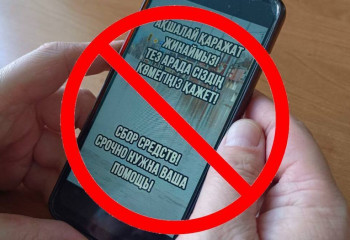 АҚШАЛАЙ ҚАРАЖАТ
ЖИНАЙМЫЗ!
ТЕЗ АРАДА СІЗДІҢ
КӨМЕГІҢІЗ ҚАЖЕТ!
СБОР СРЕДСТВ!
СРОЧНО НУЖНА ВАША
ПОМОЩЬ!